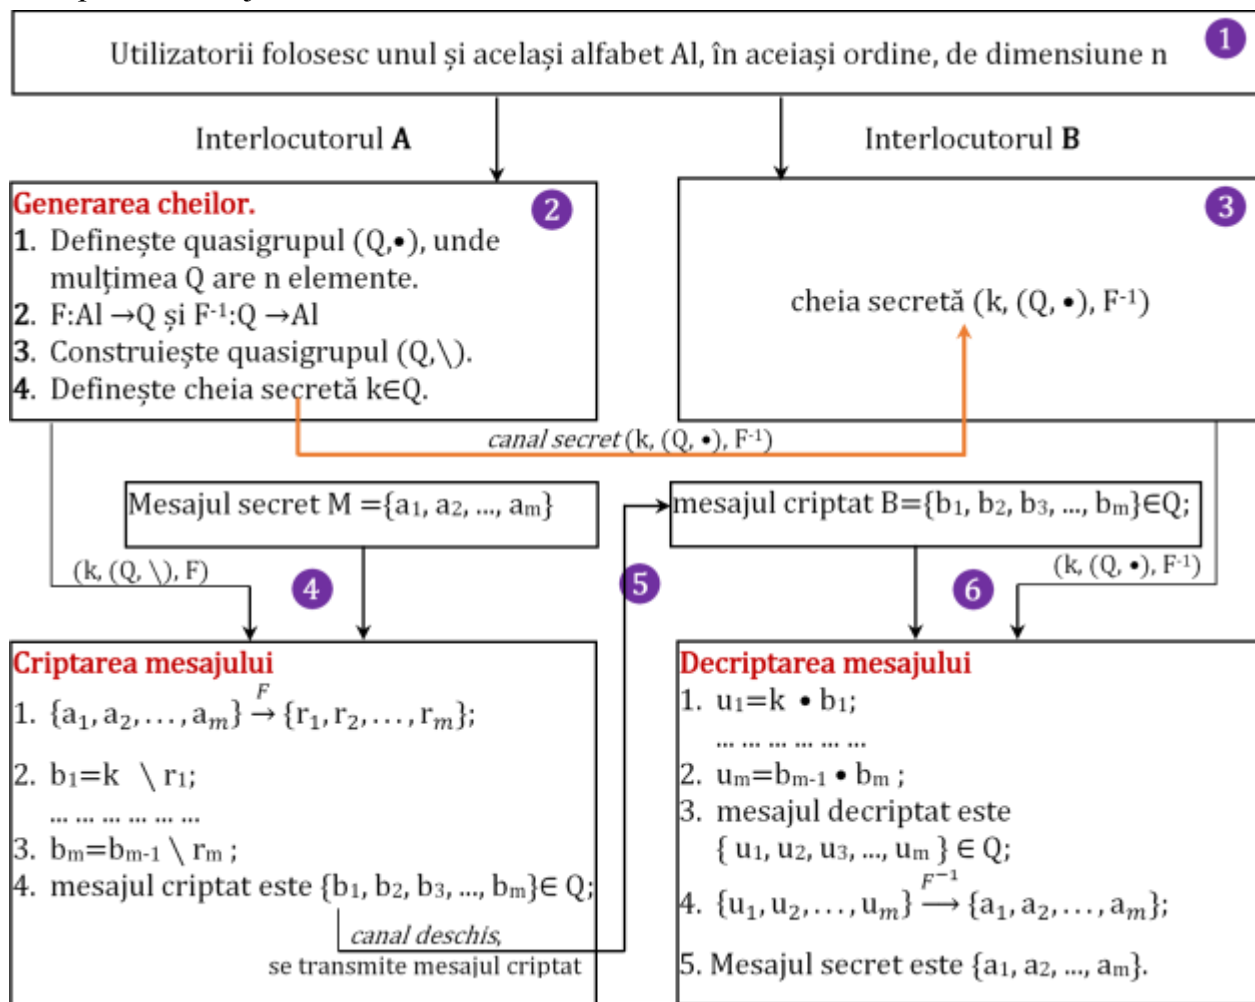 Utilizatorii folosesc unul și același alfabet Al, în aceiași ordine, de dimensiune n
1
Interlocutorul A
Interlocutorul B
Generarea cheilor.
2
1. Definește quasigrupul (Q,•), unde
mulțimea Q are n elemente.
2. F:Al →Q și F⁻¹:Q →Al
3. Construiește quasigrupul (Q,\).
4. Definește cheia secretă k∈Q.
3
cheia secretă (k, (Q, •), F⁻¹)
canal secret (k, (Q, •), F⁻¹)
Mesajul secret M ={a₁, a₂, ..., aₘ}
mesajul criptat B={b₁, b₂, b₃, ..., bₘ}∈Q;
(k, (Q, \), F)
4
5
6
(k, (Q, •), F⁻¹)
Criptarea mesajului
1. {a₁, a₂, . . . , aₘ} F→ {r₁, r₂, . . . , rₘ};
2. b₁=k \ r₁;
... ... ... ... ... ...
3. bₘ=bₘ₋₁ \ rₘ ;
4. mesajul criptat este {b₁, b₂, b₃, ..., bₘ}∈ Q;
canal deschis,
se transmite mesajul criptat
Decriptarea mesajului
1. u₁=k • b₁;
... ... ... ... ... ...
2. uₘ=bₘ₋₁ • bₘ ;
3. mesajul decriptat este
{ u₁, u₂, u₃, ..., uₘ } ∈ Q;
4. {u₁, u₂, . . . , uₘ} F⁻¹→ {a₁, a₂, . . . , aₘ};
5. Mesajul secret este {a₁, a₂, ..., aₘ}.